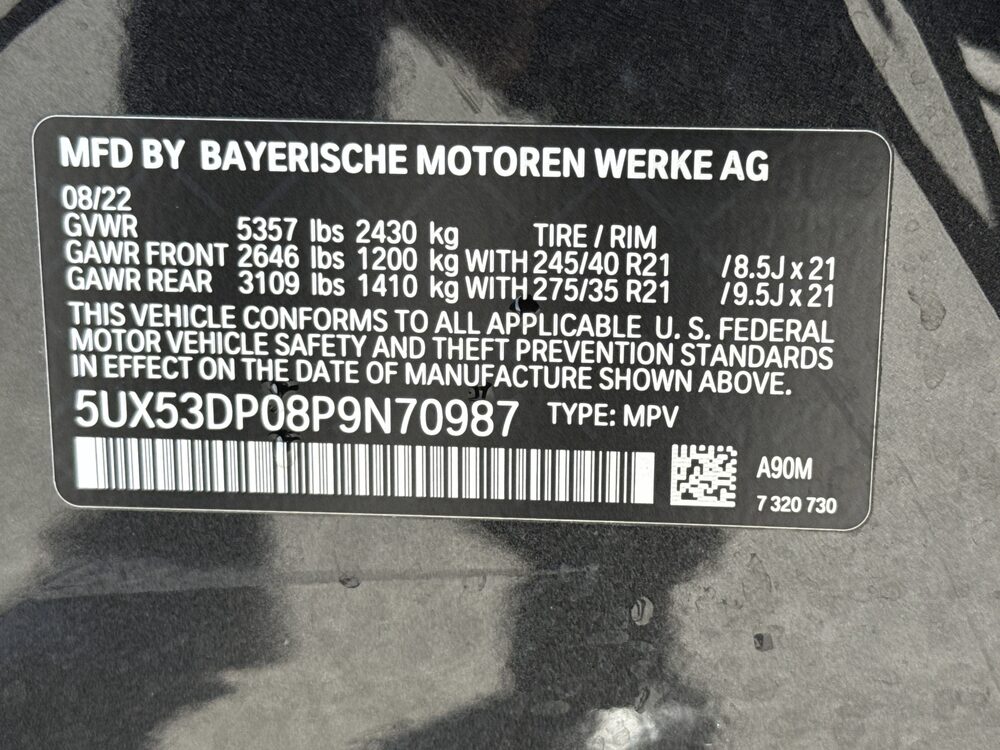 MFD BY BAYERISCHE MOTOREN WERKE AG
08/22
GVWR 5357 lbs 2430 kg TIRE / RIM
GAWR FRONT 2646 lbs 1200 kg WITH 245/40 R21 /8.5J x 21
GAWR REAR 3109 lbs 1410 kg WITH 275/35 R21 /9.5J x 21
THIS VEHICLE CONFORMS TO ALL APPLICABLE U. S. FEDERAL
MOTOR VEHICLE SAFETY AND THEFT PREVENTION STANDARDS
IN EFFECT ON THE DATE OF MANUFACTURE SHOWN ABOVE.
5UX53DP08P9N70987 TYPE: MPV
A90M
7 320 730